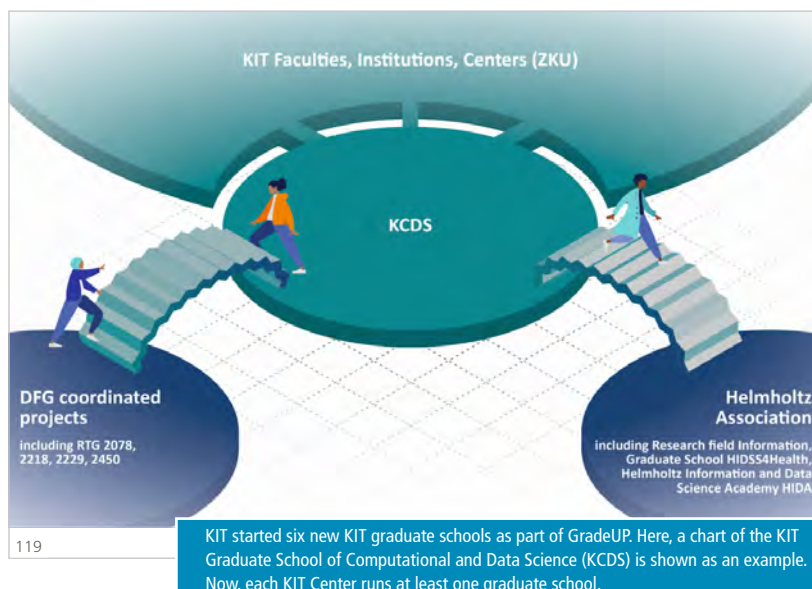 KIT Faculties, Institutions, Centers (ZKU)
KCDS
DFG coordinated
projects
including RTG 2078,
2218, 2229, 2450
Helmholtz
Association
including Research field Information,
Graduate School HIDSS4Health,
Helmholtz Information and Data
Science Academy HIDA
119
KIT started six new KIT graduate schools as part of GradeUP. Here, a chart of the KIT
Graduate School of Computational and Data Science (KCDS) is shown as an example.
Now, each KIT Center runs at least one graduate school.